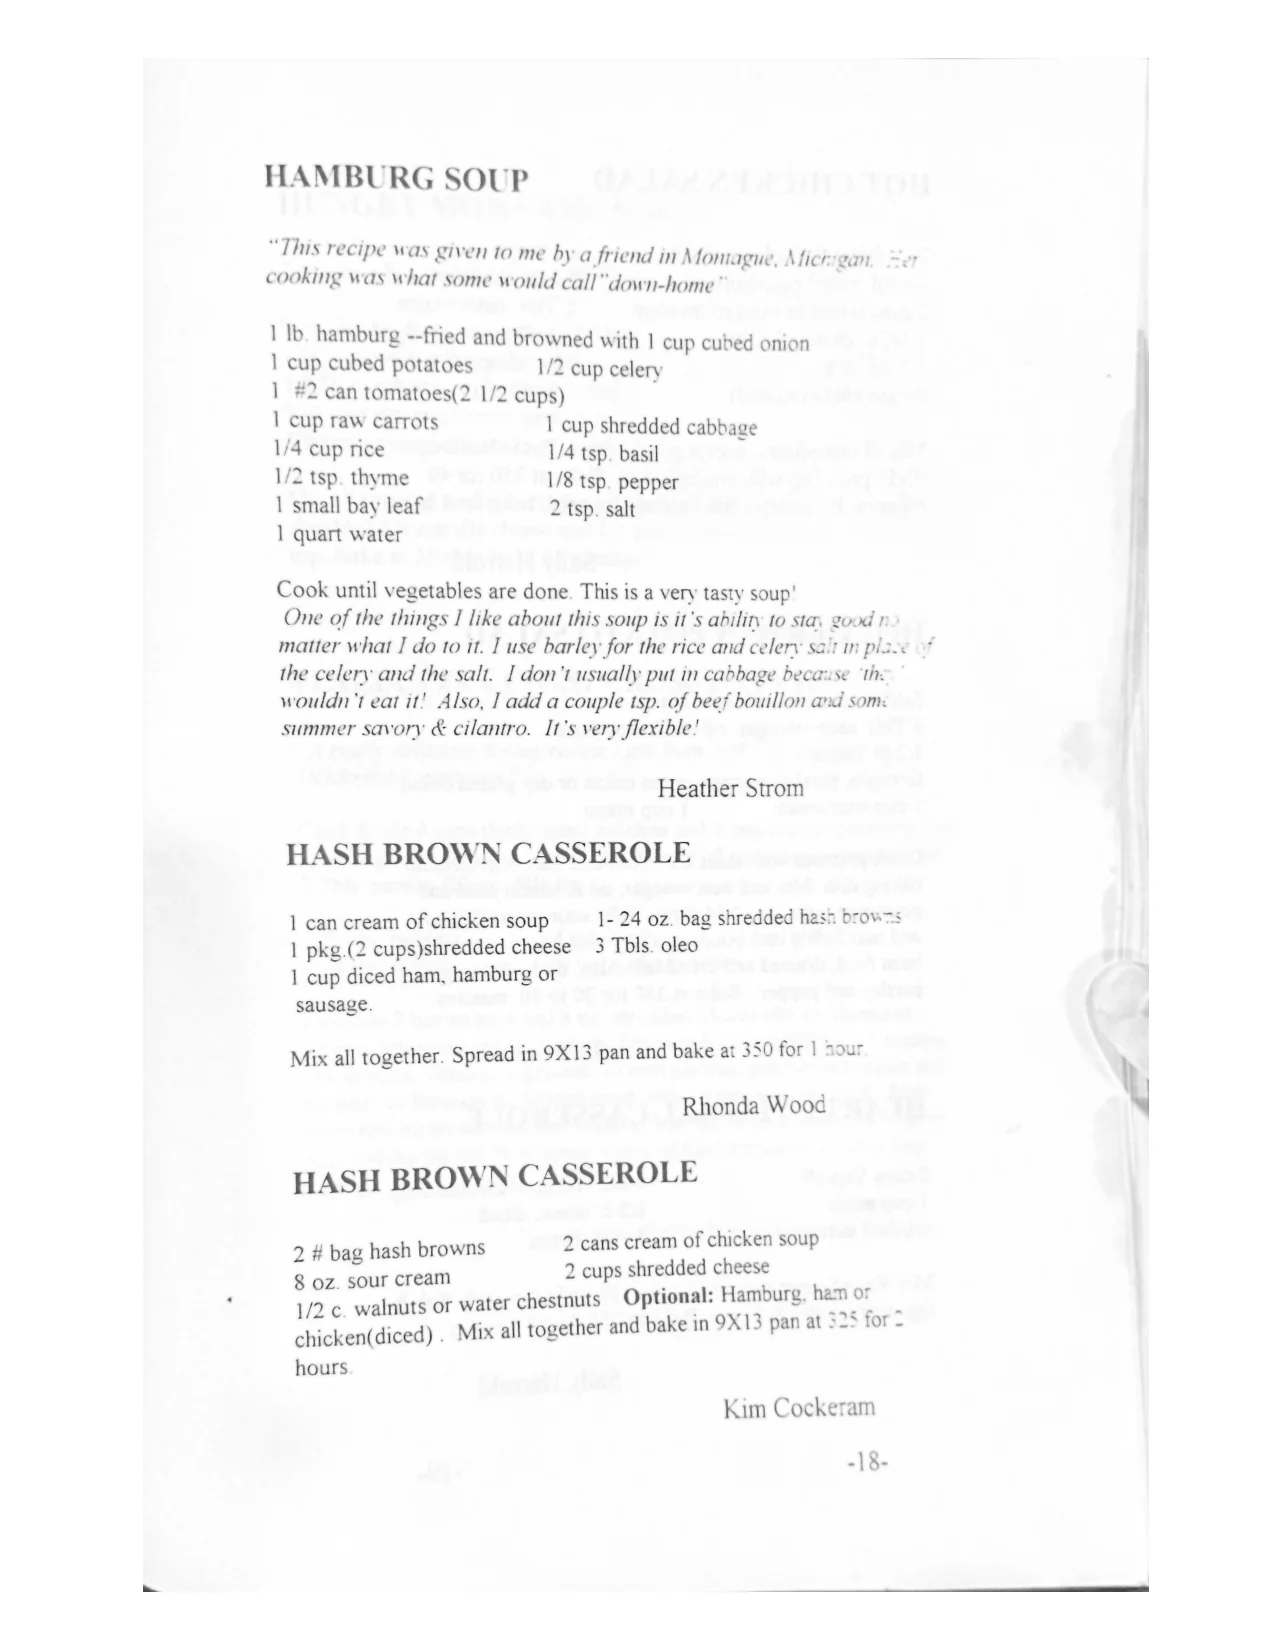 HAMBURG SOUP
"This recipe was given to me by a friend in Montague, Michigan. Her
cooking was what some would call "down-home"
1 lb. hamburg --fried and browned with 1 cup cubed onion
1 cup cubed potatoes 1/2 cup celery
1 #2 can tomatoes(2 1/2 cups)
1 cup raw carrots 1 cup shredded cabbage
1/4 cup rice 1/4 tsp. basil
1/2 tsp. thyme 1/8 tsp. pepper
1 small bay leaf 2 tsp. salt
1 quart water
Cook until vegetables are done. This is a very tasty soup!
One of the things I like about this soup is it's ability to stay good no
matter what I do to it. I use barley for the rice and celery salt in place of
the celery and the salt. I don't usually put in cabbage because 'they'
wouldn't eat it! Also, I add a couple tsp. of beef bouillon and some
summer savory & cilantro. It's very flexible!
Heather Strom
HASH BROWN CASSEROLE
1 can cream of chicken soup 1- 24 oz. bag shredded hash browns
1 pkg.(2 cups)shredded cheese 3 Tbls. oleo
1 cup diced ham, hamburg or
sausage.
Mix all together. Spread in 9X13 pan and bake at 350 for 1 hour.
Rhonda Wood
HASH BROWN CASSEROLE
2 # bag hash browns 2 cans cream of chicken soup
8 oz. sour cream 2 cups shredded cheese
1/2 c. walnuts or water chestnuts Optional: Hamburg, ham or
chicken(diced) . Mix all together and bake in 9X13 pan at 325 for 2
hours.
Kim Cockeram
-18-